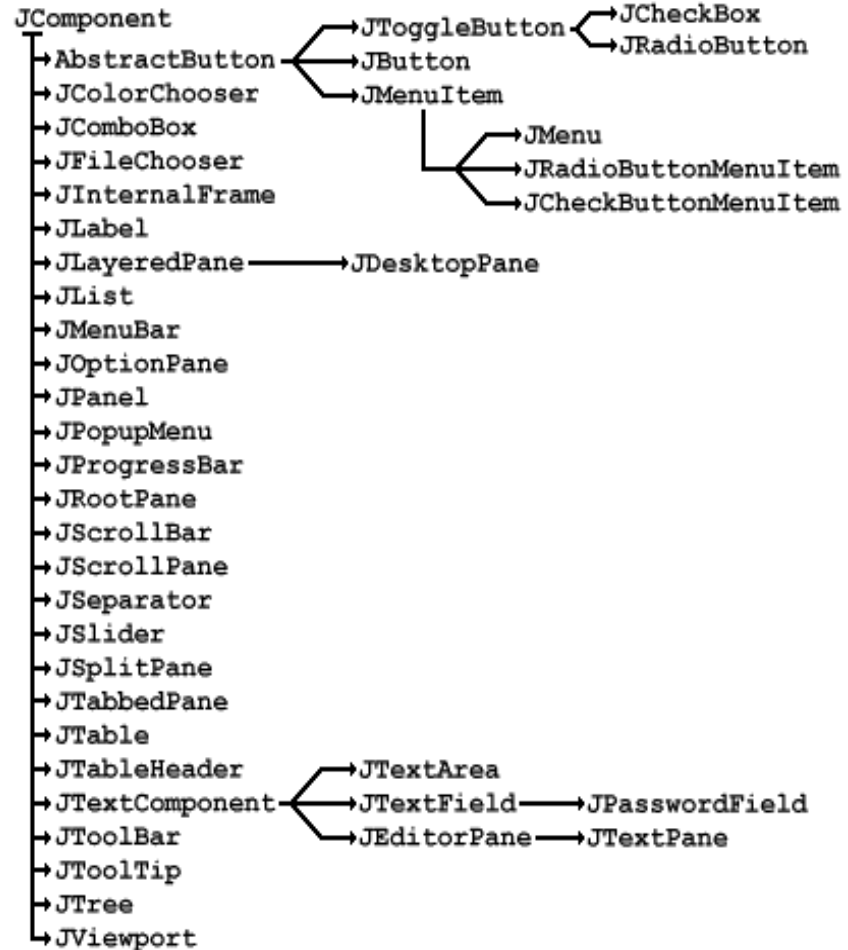 JComponent
JToggleButton
JCheckBox
JRadioButton
AbstractButton
JButton
JColorChooser
JMenuItem
JComboBox
JMenu
JFileChooser
JRadioButtonMenuItem
JInternalFrame
JCheckButtonMenuItem
JLabel
JLayeredPane
JDesktopPane
JList
JMenuBar
JOptionPane
JPanel
JPopupMenu
JProgressBar
JRootPane
JScrollBar
JScrollPane
JSeparator
JSlider
JSplitPane
JTabbedPane
JTable
JTableHeader
JTextArea
JTextComponent
JTextField
JPasswordField
JToolBar
JEditorPane
JTextPane
JToolTip
JTree
JViewport